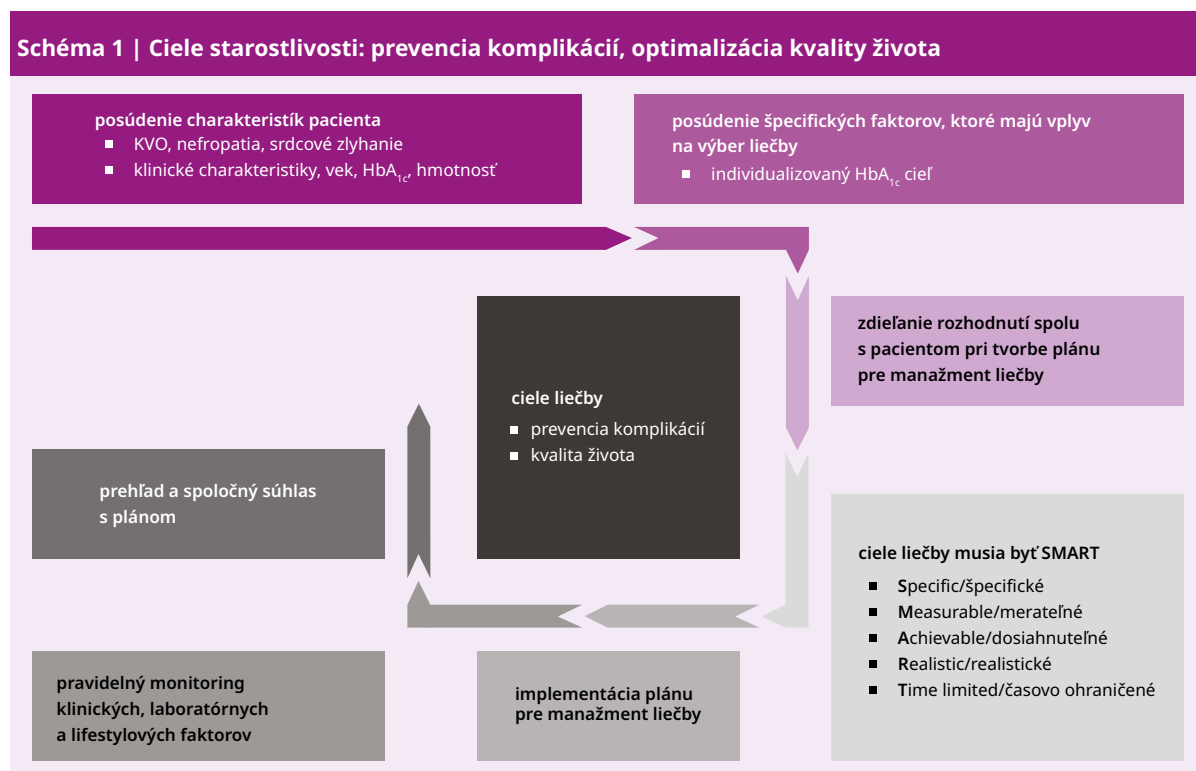 Schéma 1 | Ciele starostlivosti: prevencia komplikácií, optimalizácia kvality života
posúdenie charakteristík pacienta
KVO, nefropatia, srdcové zlyhanie
klinické charakteristiky, vek, HbA1c, hmotnosť
posúdenie špecifických faktorov, ktoré majú vplyv
na výber liečby
individualizovaný HbA1c cieľ
zdieľanie rozhodnutí spolu
s pacientom pri tvorbe plánu
pre manažment liečby
ciele liečby
prevencia komplikácií
kvalita života
prehľad a spoločný súhlas
s plánom
ciele liečby musia byť SMART
Specific/špecifické
Measurable/merateľné
Achievable/dosiahnuteľné
Realistic/realistické
Time limited/časovo ohraničené
pravidelný monitoring
klinických, laboratórnych
a lifestylových faktorov
implementácia plánu
pre manažment liečby